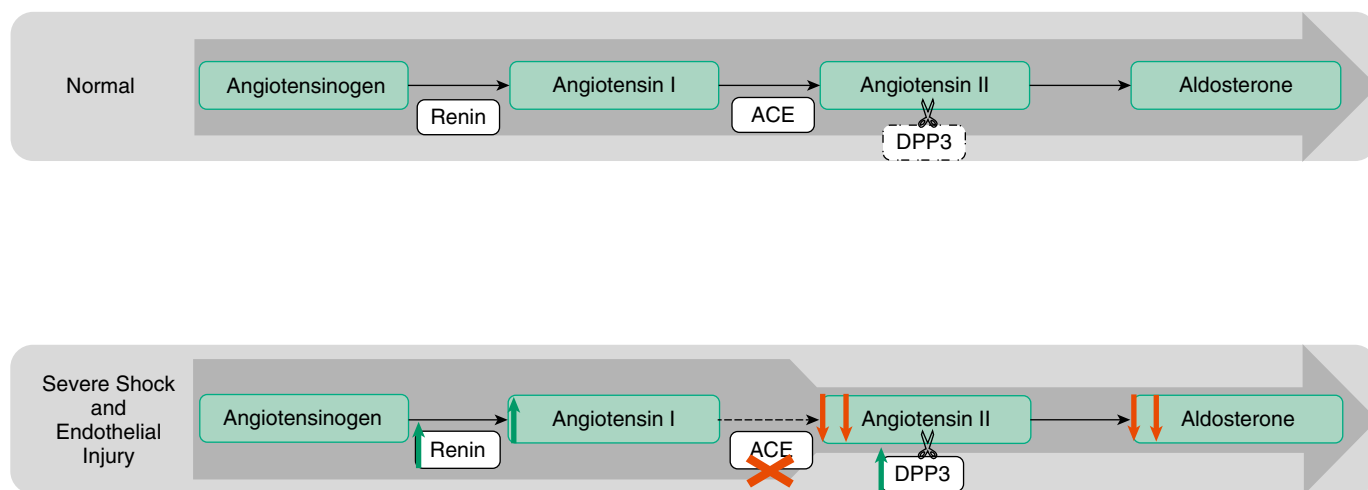 Normal
Angiotensinogen
Angiotensin I
Angiotensin II
Aldosterone
Renin
ACE
DPP3
Severe Shock
and
Endothelial
Injury
Angiotensinogen
Angiotensin I
Angiotensin II
Aldosterone
Renin
ACE
DPP3